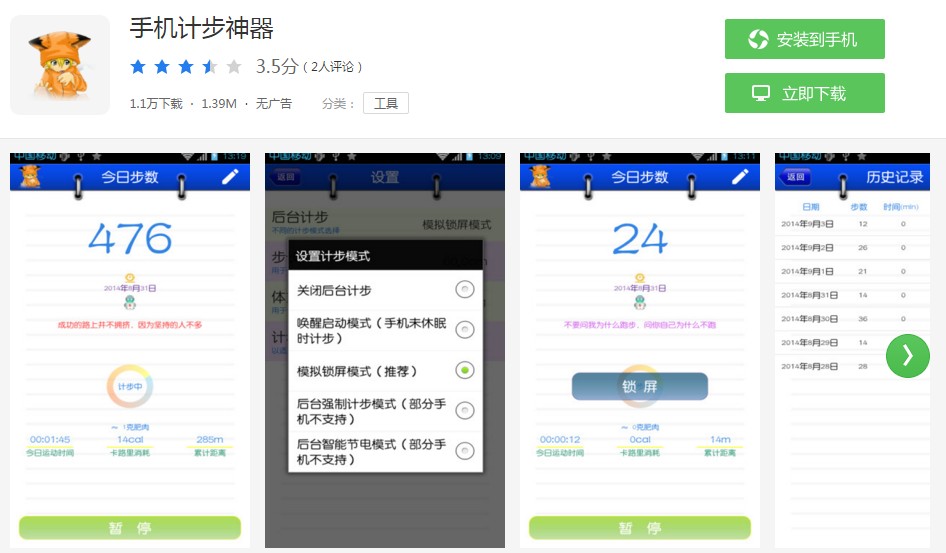 手机计步神器
3.5分 ( 2人评论 )
1.1万下载 · 1.39M · 无广告 分类： 工具
安装到手机
立即下载
中国移动 13:19
今日步数
476
2014年8月31日
成功的路上并不拥挤，因为坚持的人不多
计步中
≈ 1克肥肉
00:01:45 14cal 285m
今日运动时间 卡路里消耗 累计距离
暂 停
中国移动 13:09
返回 设置
后台计步
不同的计步模式选择
模拟锁屏模式
设置计步模式
关闭后台计步
唤醒启动模式（手机未休眠
时计步）
模拟锁屏模式（推荐）
后台强制计步模式（部分手
机不支持）
后台智能节电模式（部分手
机不支持）
中国移动 13:11
今日步数
24
2014年8月31日
不要问我为什么跑步，问你自己为什么不跑
锁 屏
≈ 0克肥肉
00:00:12 0cal 14m
今日运动时间 卡路里消耗 累计距离
暂 停
中国移动
返回 历史记录
日期 步数 时间(min)
2014年9月3日 12 0
2014年9月2日 26 0
2014年9月1日 21 0
2014年8月31日 14 0
2014年8月30日 36 0
2014年8月29日 14
2014年8月28日 28 0